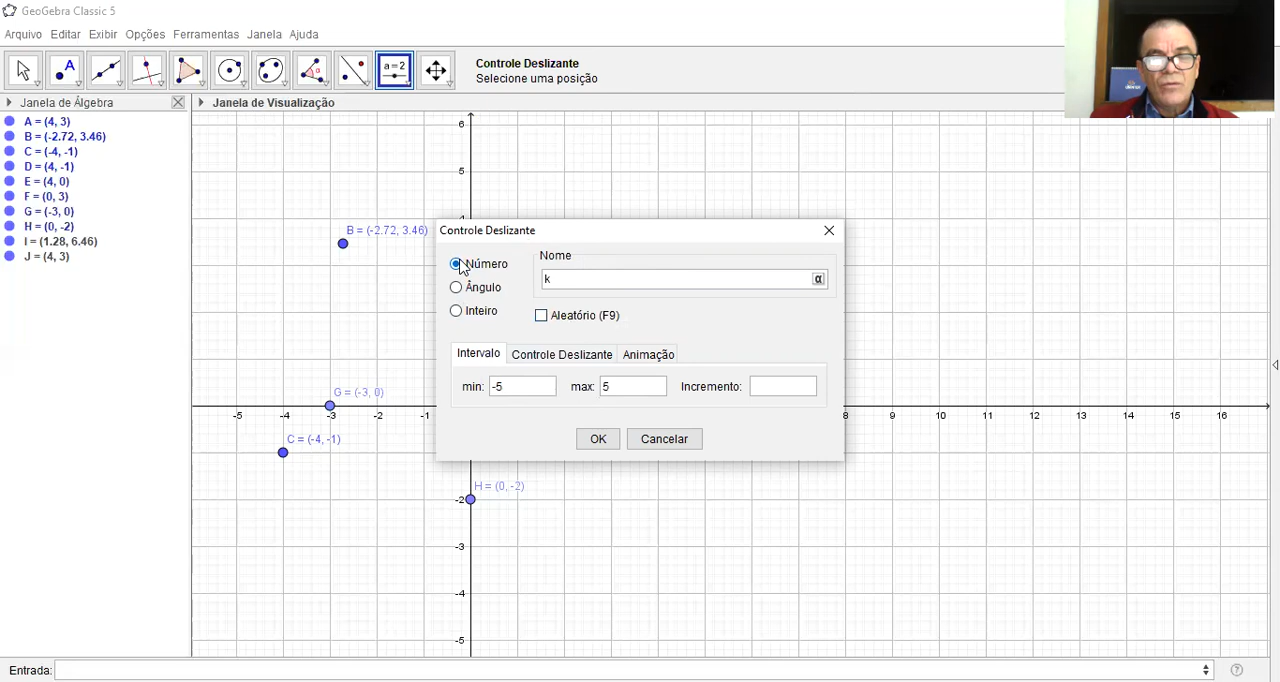 GeoGebra Classic 5
Arquivo Editar Exibir Opções Ferramentas Janela Ajuda
A
a=2
Controle Deslizante
Selecione uma posição
Janela de Álgebra
Janela de Visualização
A = (4, 3)
B = (-2.72, 3.46)
C = (-4, -1)
D = (4, -1)
E = (4, 0)
F = (0, 3)
G = (-3, 0)
H = (0, -2)
I = (1.28, 6.46)
J = (4, 3)
6
5
4
B = (-2.72, 3.46)
Controle Deslizante
Número
Ângulo
Inteiro
Nome
k
α
Aleatório (F9)
Intervalo Controle Deslizante Animação
min: -5 max: 5 Incremento:
OK Cancelar
G = (-3, 0)
-5 -4 -3 -2 -1 8 9 10 11 12 13 14 15 16
C = (-4, -1)
H = (0, -2)
-2
-3
-4
-5
Entrada: